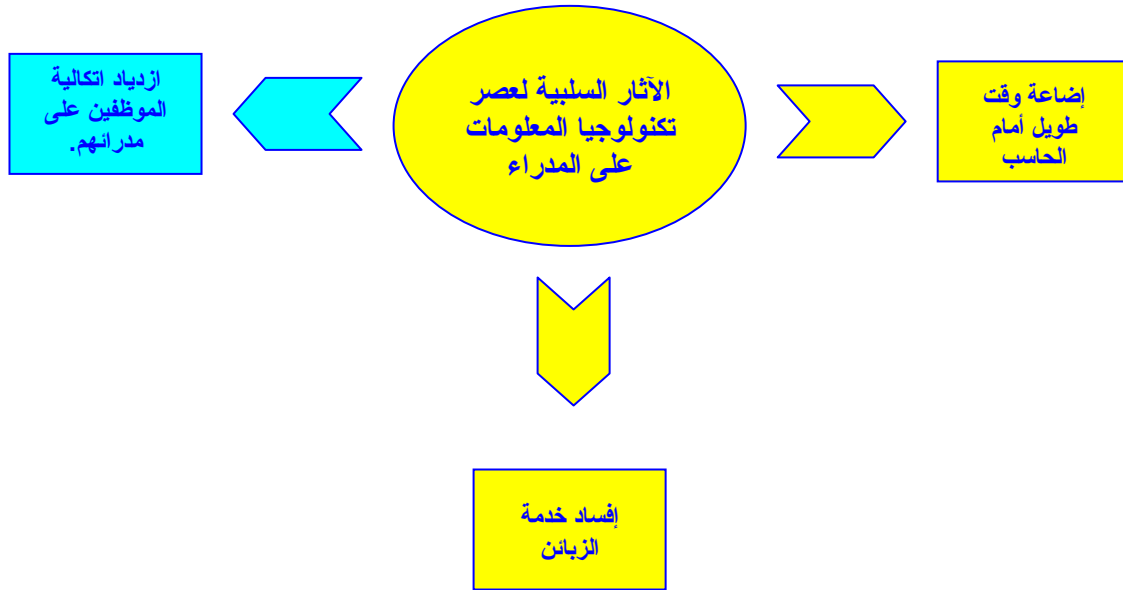 الآثار السلبية لعصر
تكنولوجيا المعلومات
على المدراء
إضاعة وقت
طويل أمام
الحاسب
ازدياد اتكالية
الموظفين على
مدرائهم.
إفساد خدمة
الزبائن